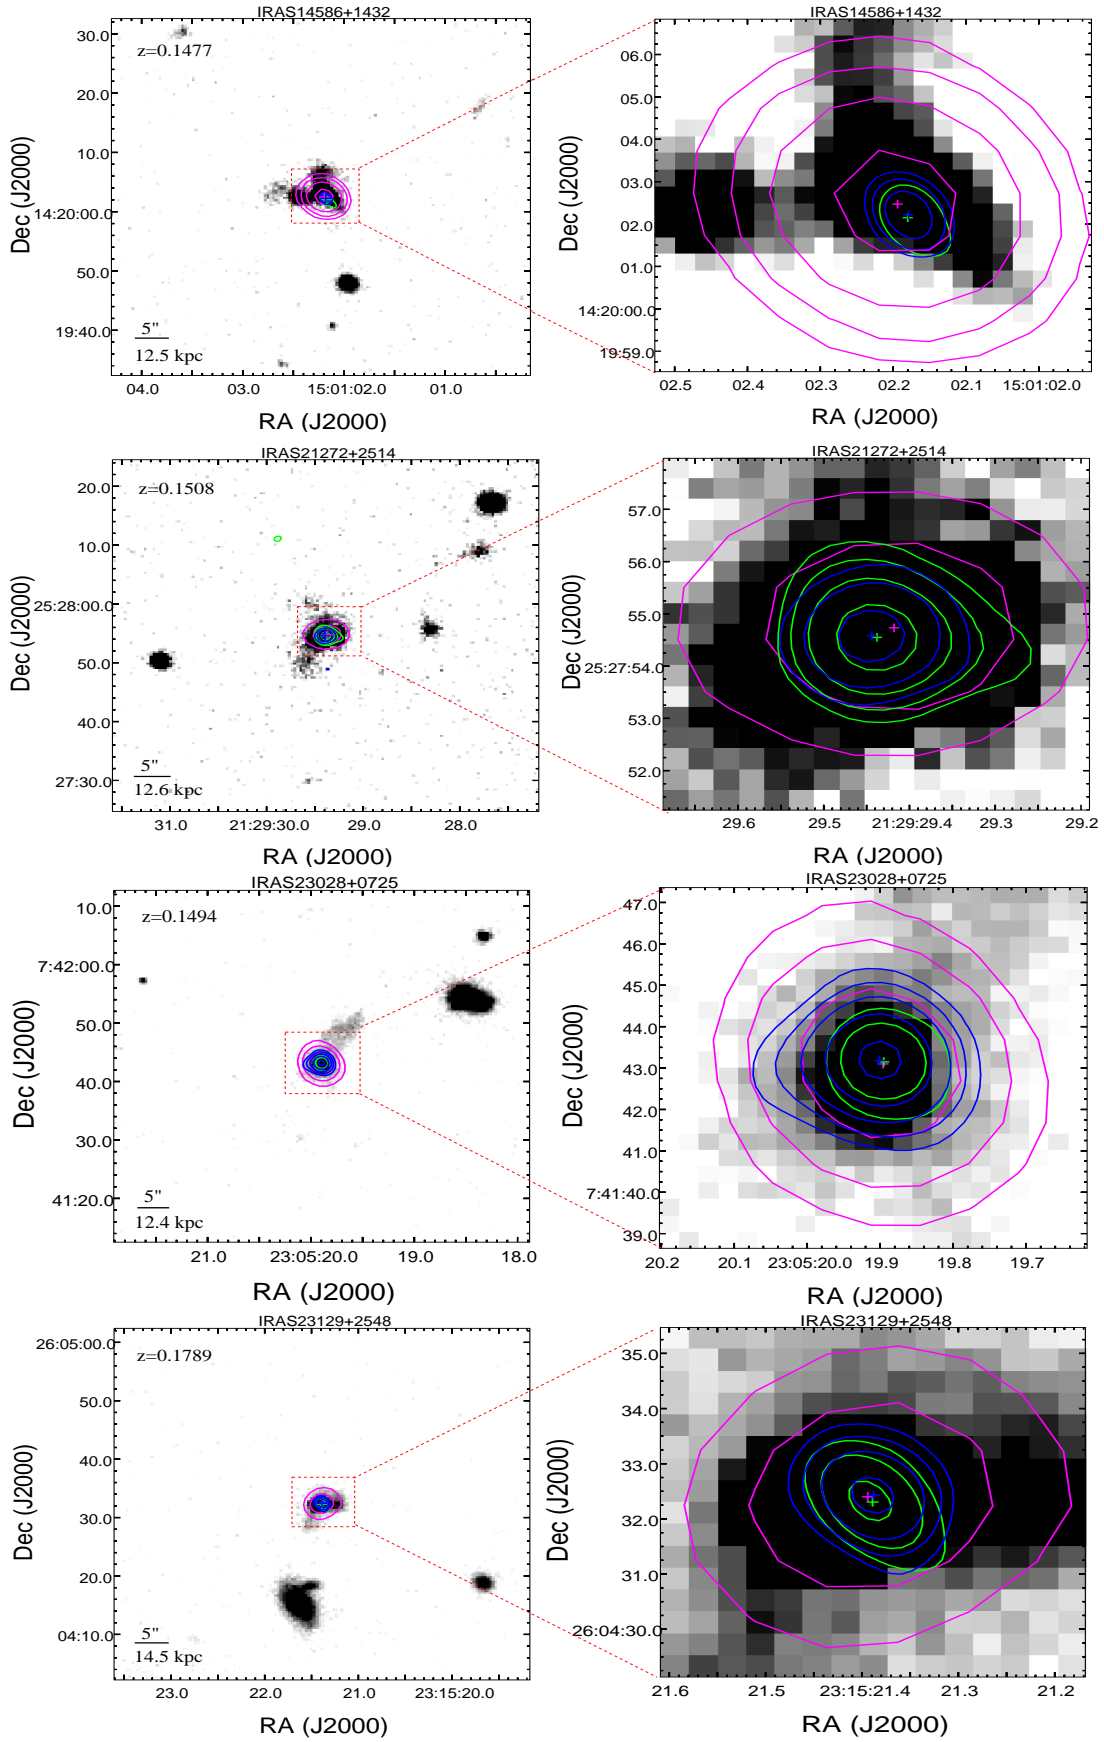 IRAS14586+1432
z=0.1477
30.0
20.0
10.0
14:20:00.0
50.0
19:40.0
Dec (J2000)
5"
12.5 kpc
04.0 03.0 15:01:02.0 01.0
RA (J2000)
IRAS14586+1432
06.0
05.0
04.0
03.0
02.0
01.0
14:20:00.0
19:59.0
Dec (J2000)
02.5 02.4 02.3 02.2 02.1 15:01:02.0
RA (J2000)
IRAS21272+2514
z=0.1508
20.0
10.0
25:28:00.0
50.0
40.0
27:30.0
Dec (J2000)
5"
12.6 kpc
31.0 21:29:30.0 29.0 28.0
RA (J2000)
IRAS21272+2514
57.0
56.0
55.0
25:27:54.0
53.0
52.0
Dec (J2000)
29.6 29.5 21:29:29.4 29.3 29.2
RA (J2000)
IRAS23028+0725
z=0.1494
10.0
7:42:00.0
50.0
40.0
30.0
41:20.0
Dec (J2000)
5"
12.4 kpc
21.0 23:05:20.0 19.0 18.0
RA (J2000)
IRAS23028+0725
47.0
46.0
45.0
44.0
43.0
42.0
41.0
7:41:40.0
39.0
Dec (J2000)
20.2 20.1 23:05:20.0 19.9 19.8 19.7
RA (J2000)
IRAS23129+2548
z=0.1789
26:05:00.0
50.0
40.0
30.0
20.0
04:10.0
Dec (J2000)
5"
14.5 kpc
23.0 22.0 21.0 23:15:20.0
RA (J2000)
IRAS23129+2548
35.0
34.0
33.0
32.0
31.0
26:04:30.0
Dec (J2000)
21.6 21.5 23:15:21.4 21.3 21.2
RA (J2000)